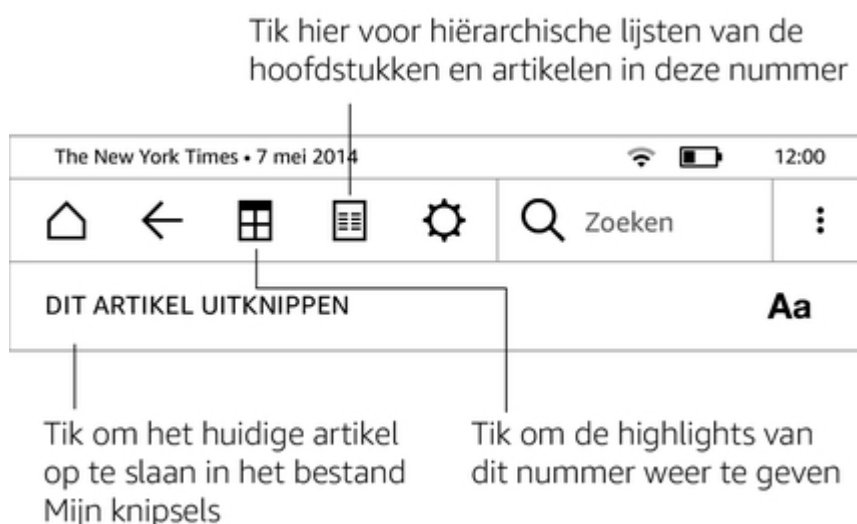 Tik hier voor hiërarchische lijsten van de
hoofdstukken en artikelen in deze nummer
The New York Times • 7 mei 2014
12:00
Zoeken
DIT ARTIKEL UITKNIPPEN
Aa
Tik om het huidige artikel
op te slaan in het bestand
Mijn knipsels
Tik om de highlights van
dit nummer weer te geven